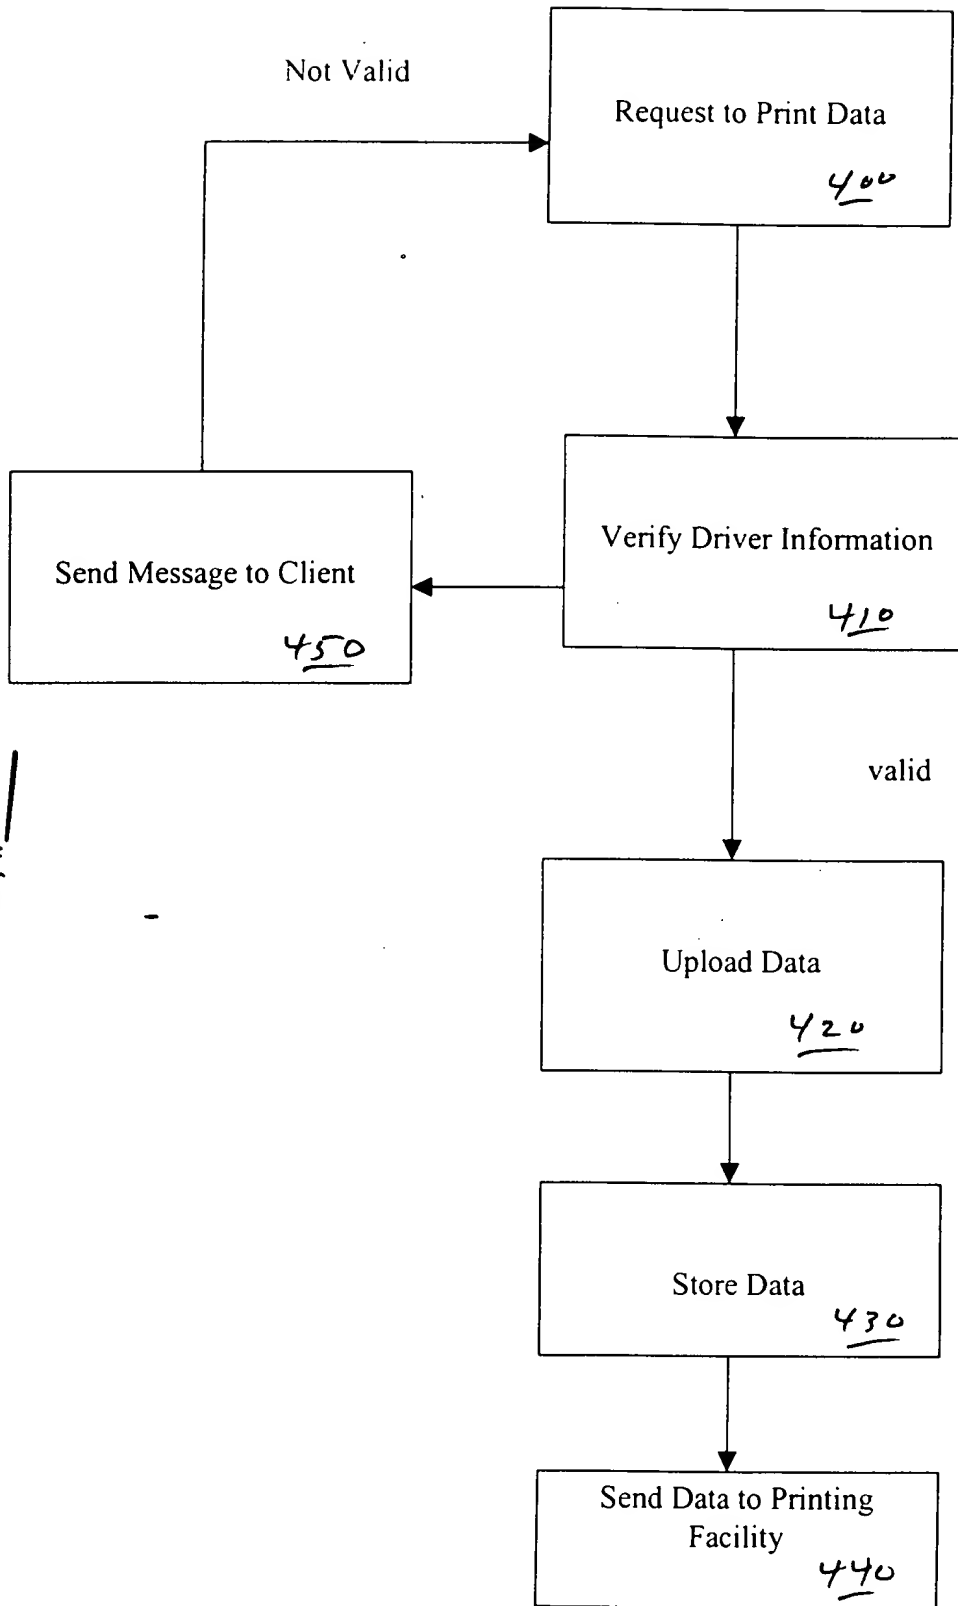 Not Valid
Request to Print Data
400
Verify Driver Information
410
Send Message to Client
450
valid
Upload Data
420
Store Data
430
Send Data to Printing
Facility
440